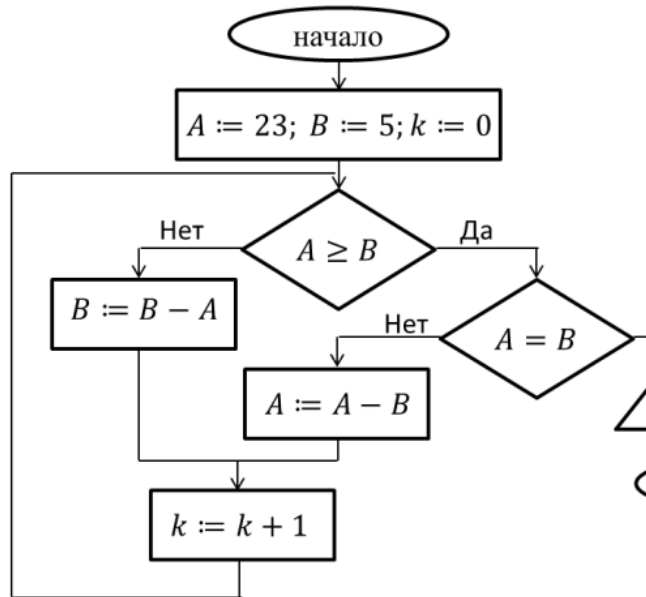 начало
A := 23; B := 5; k := 0
A ≥ B
Нет
Да
B := B − A
A = B
Нет
A := A − B
k := k + 1